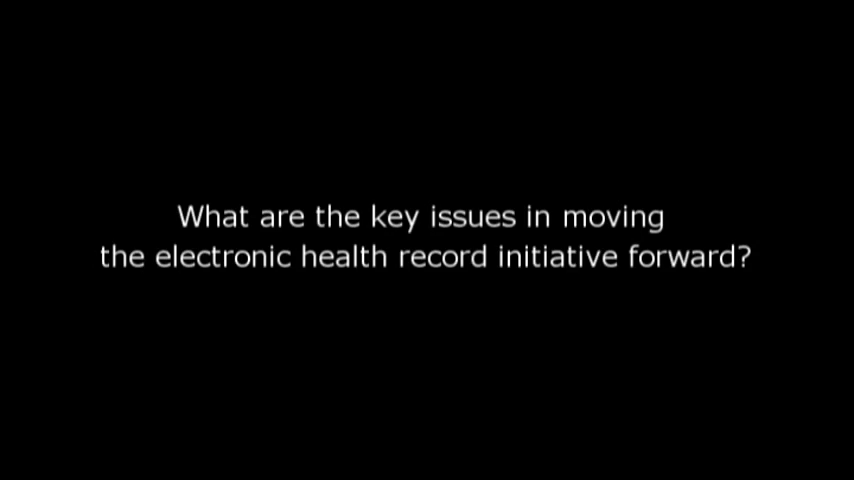 What are the key issues in moving
the electronic health record initiative forward?